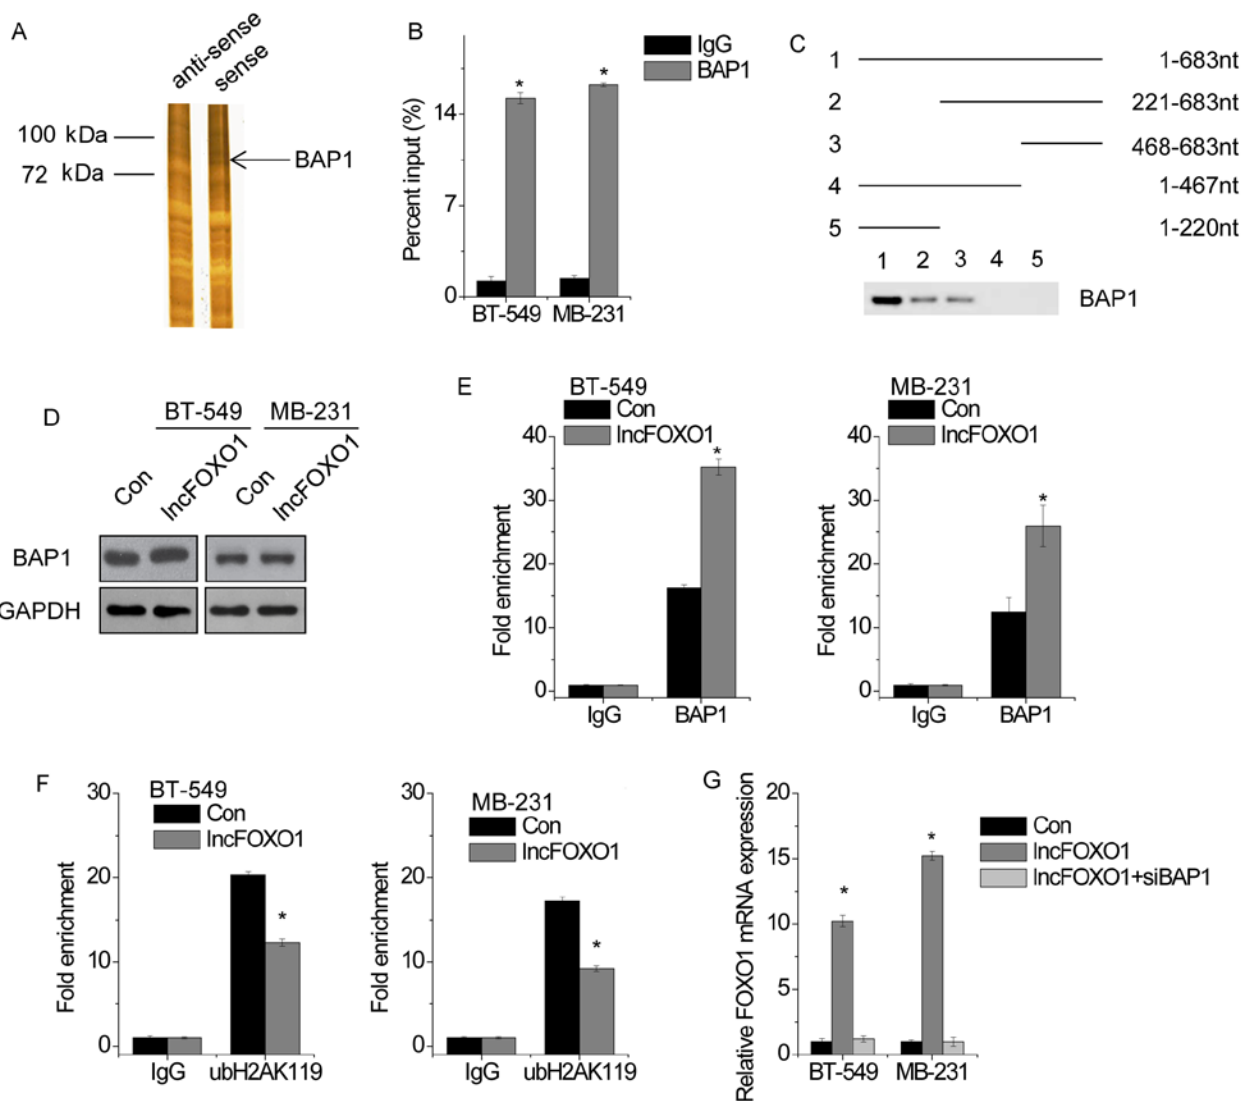 A
anti-sense
sense
100 kDa
72 kDa
BAP1
B
IgG
BAP1
Percent input (%)
14
7
0
*
*
BT-549 MB-231
C
1 1-683nt
2 221-683nt
3 468-683nt
4 1-467nt
5 1-220nt
1 2 3 4 5
BAP1
D
BT-549 MB-231
Con lncFOXO1 Con lncFOXO1
BAP1
GAPDH
E
BT-549
Con
lncFOXO1
Fold enrichment
40
30
20
10
0
*
IgG BAP1
MB-231
Con
lncFOXO1
Fold enrichment
40
30
20
10
0
*
IgG BAP1
F
BT-549
Con
lncFOXO1
Fold enrichment
30
20
10
0
*
IgG ubH2AK119
MB-231
Con
lncFOXO1
Fold enrichment
30
20
10
0
*
IgG ubH2AK119
G
Con
lncFOXO1
lncFOXO1+siBAP1
Relative FOXO1 mRNA expression
20
15
10
5
0
*
*
BT-549 MB-231